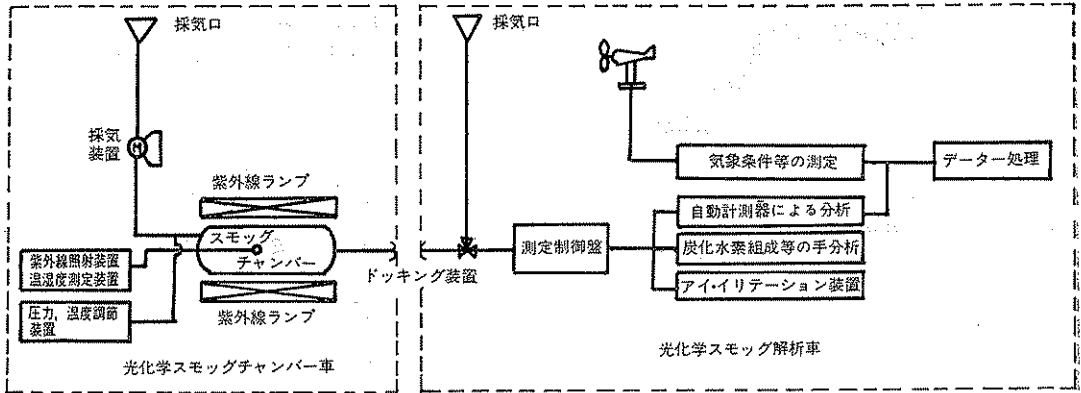 採気口
採気
装置
M
紫外線ランプ
スモッグ
チャンバー
紫外線照射装置
温湿度測定装置
圧力，温度調節
装置
紫外線ランプ
光化学スモッグチャンバー車
ドッキング装置
採気口
測定制御盤
気象条件等の測定
データー処理
自動計測器による分析
炭化水素組成等の手分析
アイ・イリテーション装置
光化学スモッグ解析車